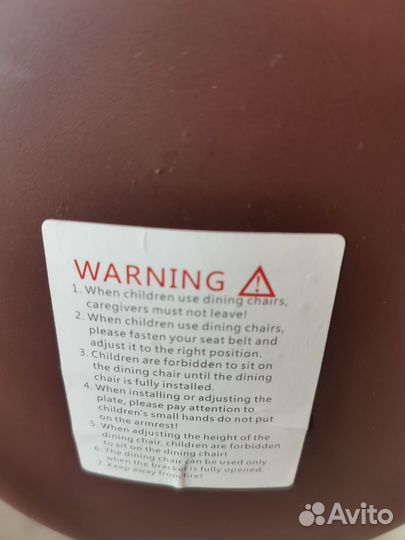 WARNING
1. When children use dining chairs,
caregivers must not leave!
2. When children use dining chairs,
please fasten your seat belt and
adjust it to the right position.
3. Children are forbidden to sit on
the dining chair until the dining
chair is fully installed.
4. When installing or adjusting the
plate, please pay attention to
children's small hands do not put
on the armrest!
5. When adjusting the height of the
dining chair, children are forbidden
to sit on the dining chair!
6. The dining chair can be used only
when the bracket is fully opened.
7. Keep away from fire!
Avito